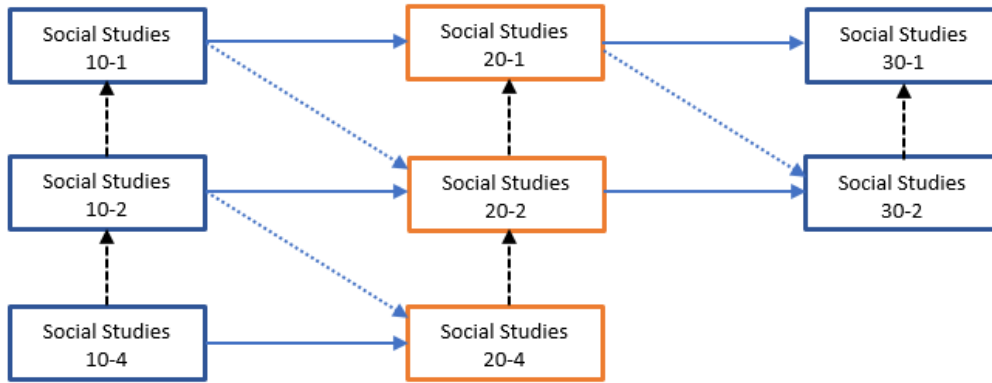 Social Studies
10-1
Social Studies
20-1
Social Studies
30-1
Social Studies
10-2
Social Studies
20-2
Social Studies
30-2
Social Studies
10-4
Social Studies
20-4